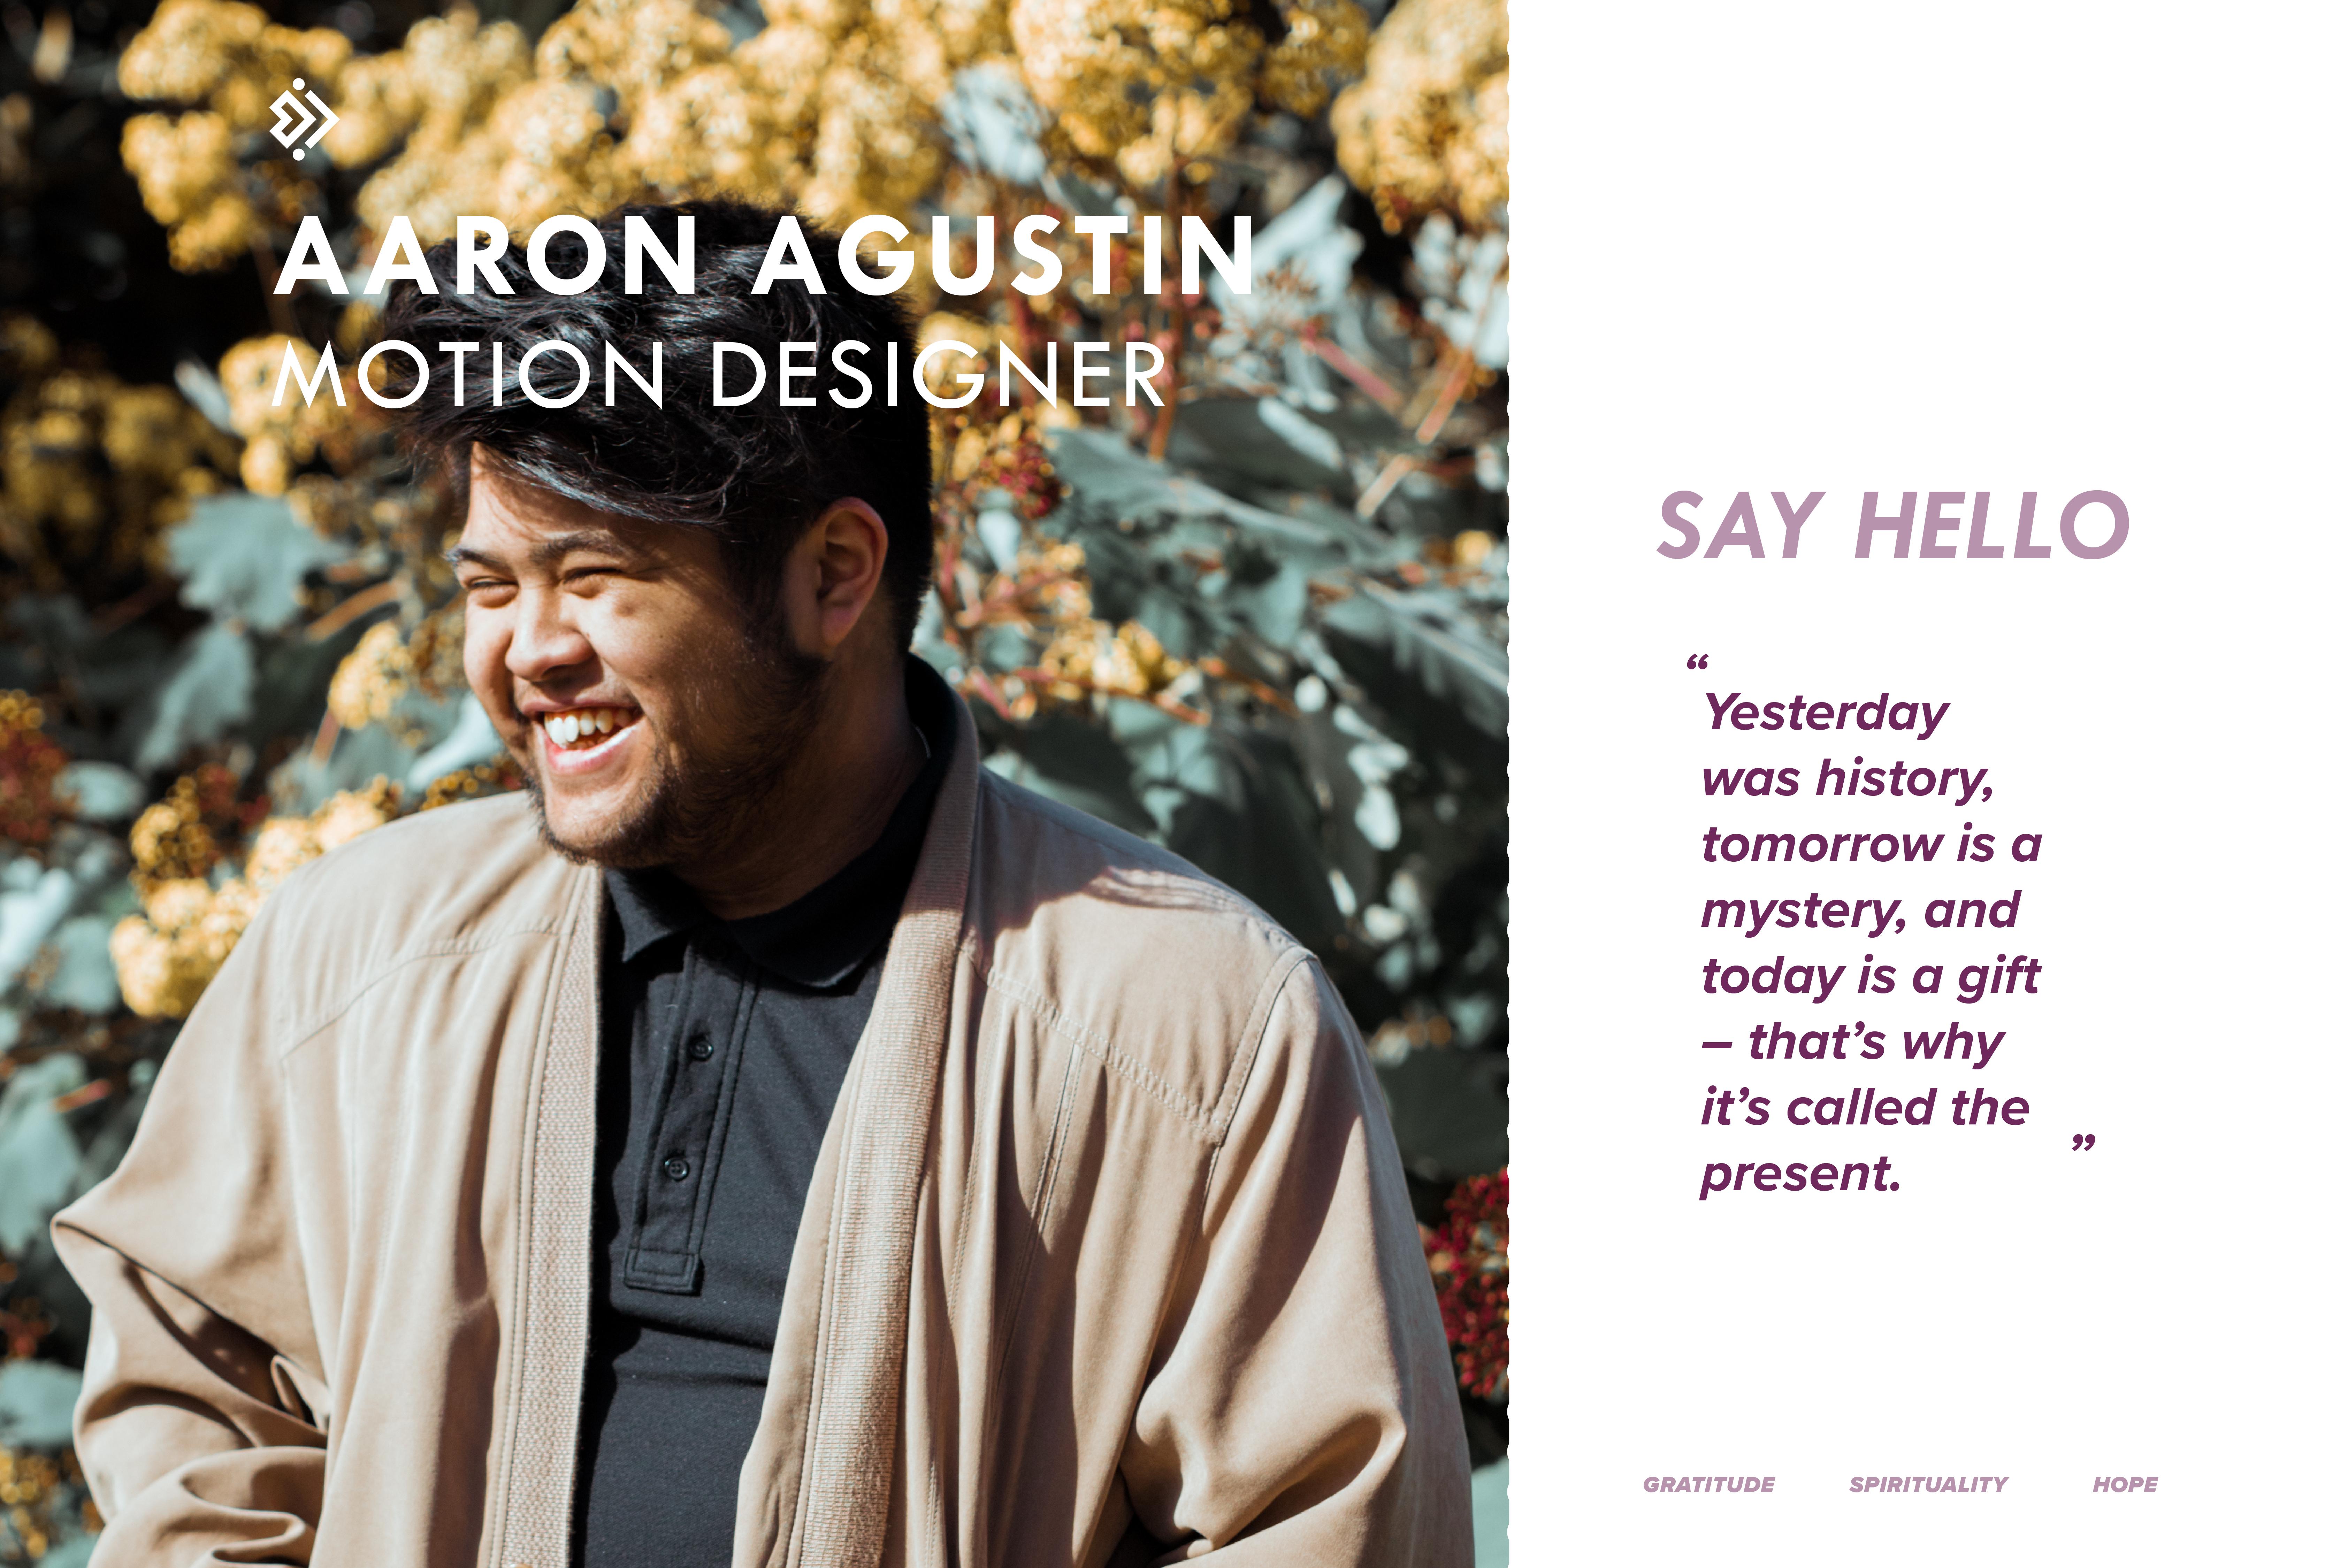 AARON AGUSTIN
MOTION DESIGNER
SAY HELLO
“
Yesterday
was history,
tomorrow is a
mystery, and
today is a gift
– that’s why
it’s called the
present.
”
GRATITUDE SPIRITUALITY HOPE